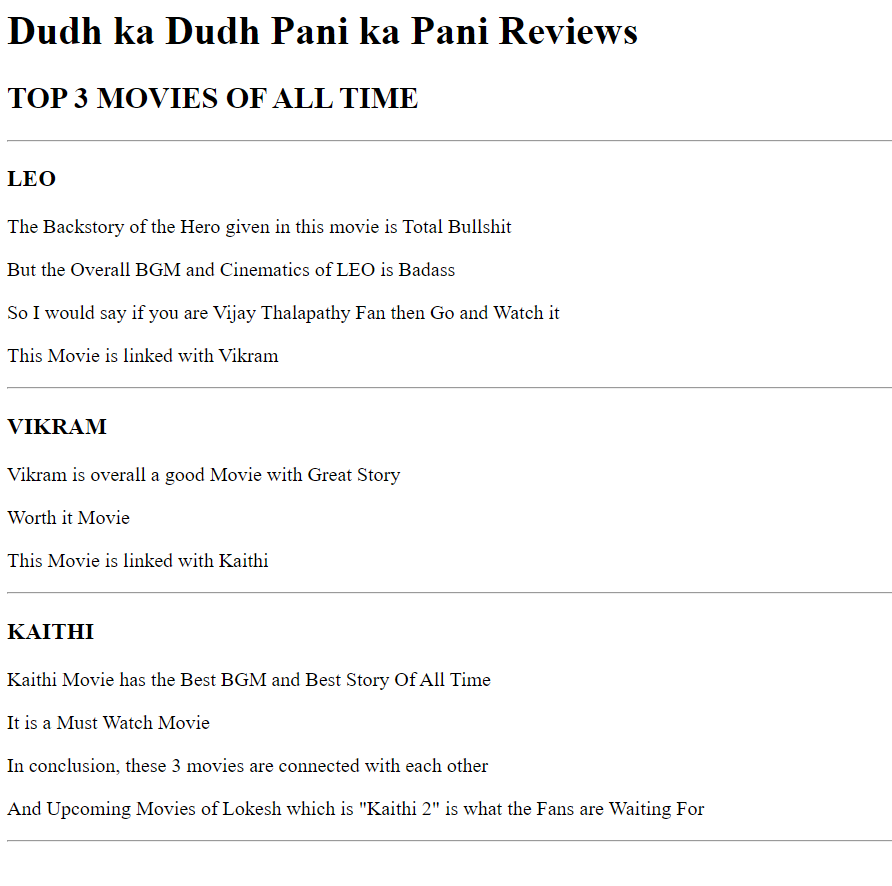 Dudh ka Dudh Pani ka Pani Reviews
TOP 3 MOVIES OF ALL TIME
LEO
The Backstory of the Hero given in this movie is Total Bullshit
But the Overall BGM and Cinematics of LEO is Badass
So I would say if you are Vijay Thalapathy Fan then Go and Watch it
This Movie is linked with Vikram
VIKRAM
Vikram is overall a good Movie with Great Story
Worth it Movie
This Movie is linked with Kaithi
KAITHI
Kaithi Movie has the Best BGM and Best Story Of All Time
It is a Must Watch Movie
In conclusion, these 3 movies are connected with each other
And Upcoming Movies of Lokesh which is "Kaithi 2" is what the Fans are Waiting For